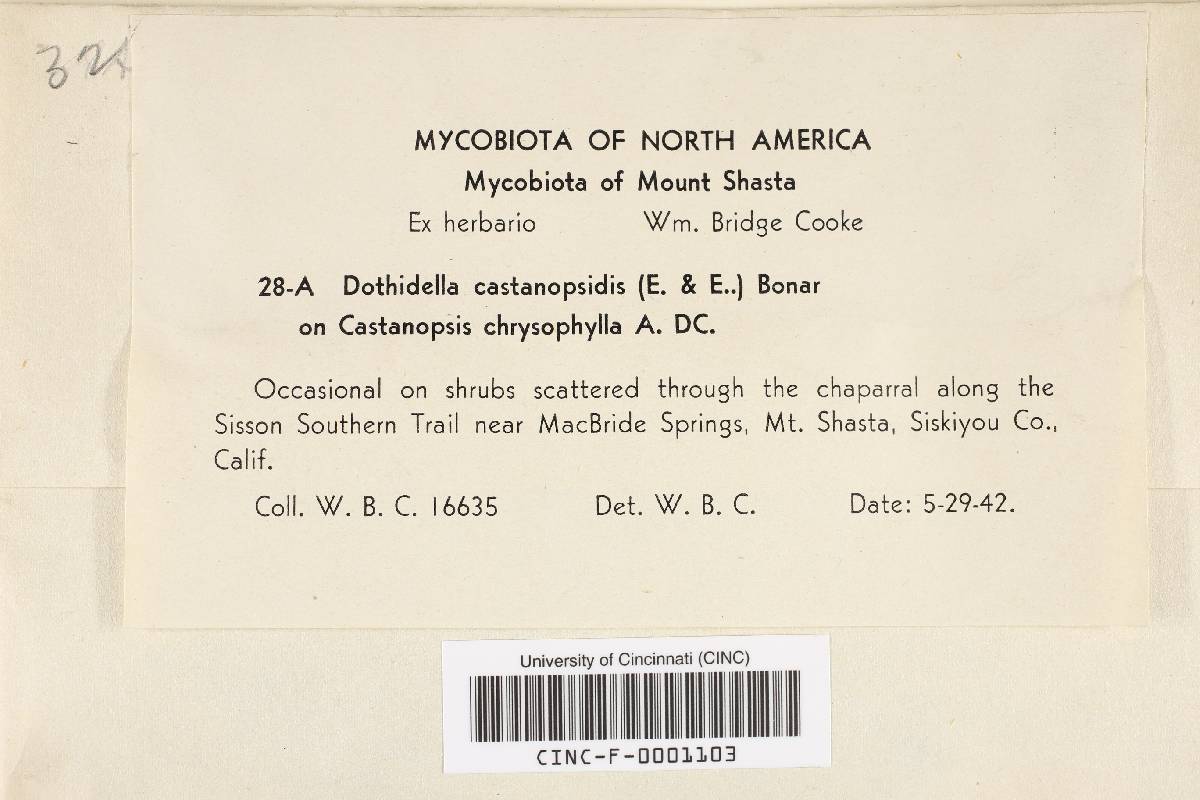 MYCOBIOTA OF NORTH AMERICA
Mycobiota of Mount Shasta
Ex herbario Wm. Bridge Cooke
28-A Dothidella castanopsidis (E. & E..) Bonar
on Castanopsis chrysophylla A. DC.
Occasional on shrubs scattered through the chaparral along the
Sisson Southern Trail near MacBride Springs, Mt. Shasta, Siskiyou Co.,
Calif.
Coll. W. B. C. 16635 Det. W. B. C. Date: 5-29-42.
University of Cincinnati (CINC)
CINC-F-0001103